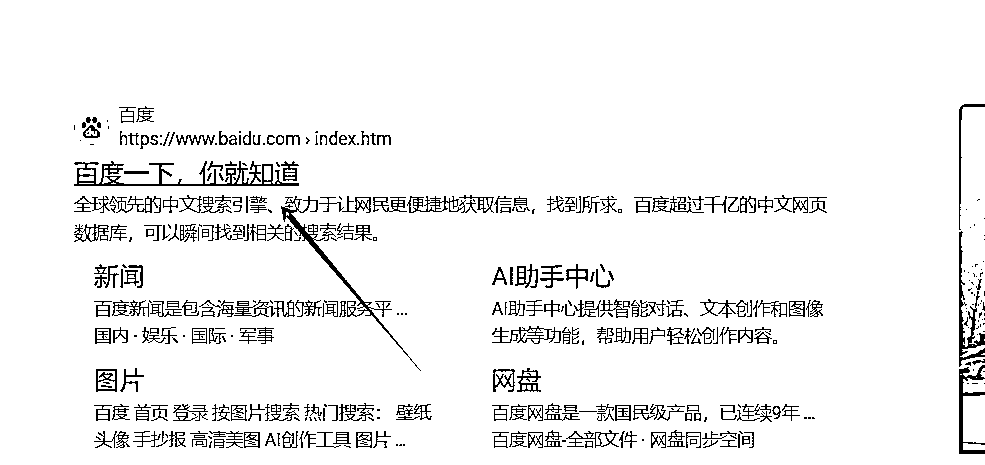 百度
https://www.baidu.com › index.htm
百度一下，你就知道
全球领先的中文搜索引擎、致力于让网民更便捷地获取信息，找到所求。百度超过千亿的中文网页
数据库，可以瞬间找到相关的搜索结果。
新闻
百度新闻是包含海量资讯的新闻服务平 ...
国内 · 娱乐 · 国际 · 军事
AI助手中心
AI助手中心提供智能对话、文本创作和图像
生成等功能，帮助用户轻松创作内容。
图片
百度 首页 登录 按图片搜索 热门搜索： 壁纸
头像 手抄报 高清美图 AI创作工具 图片 ...
网盘
百度网盘是一款国民级产品，已连续9年 ...
百度网盘-全部文件 · 网盘同步空间